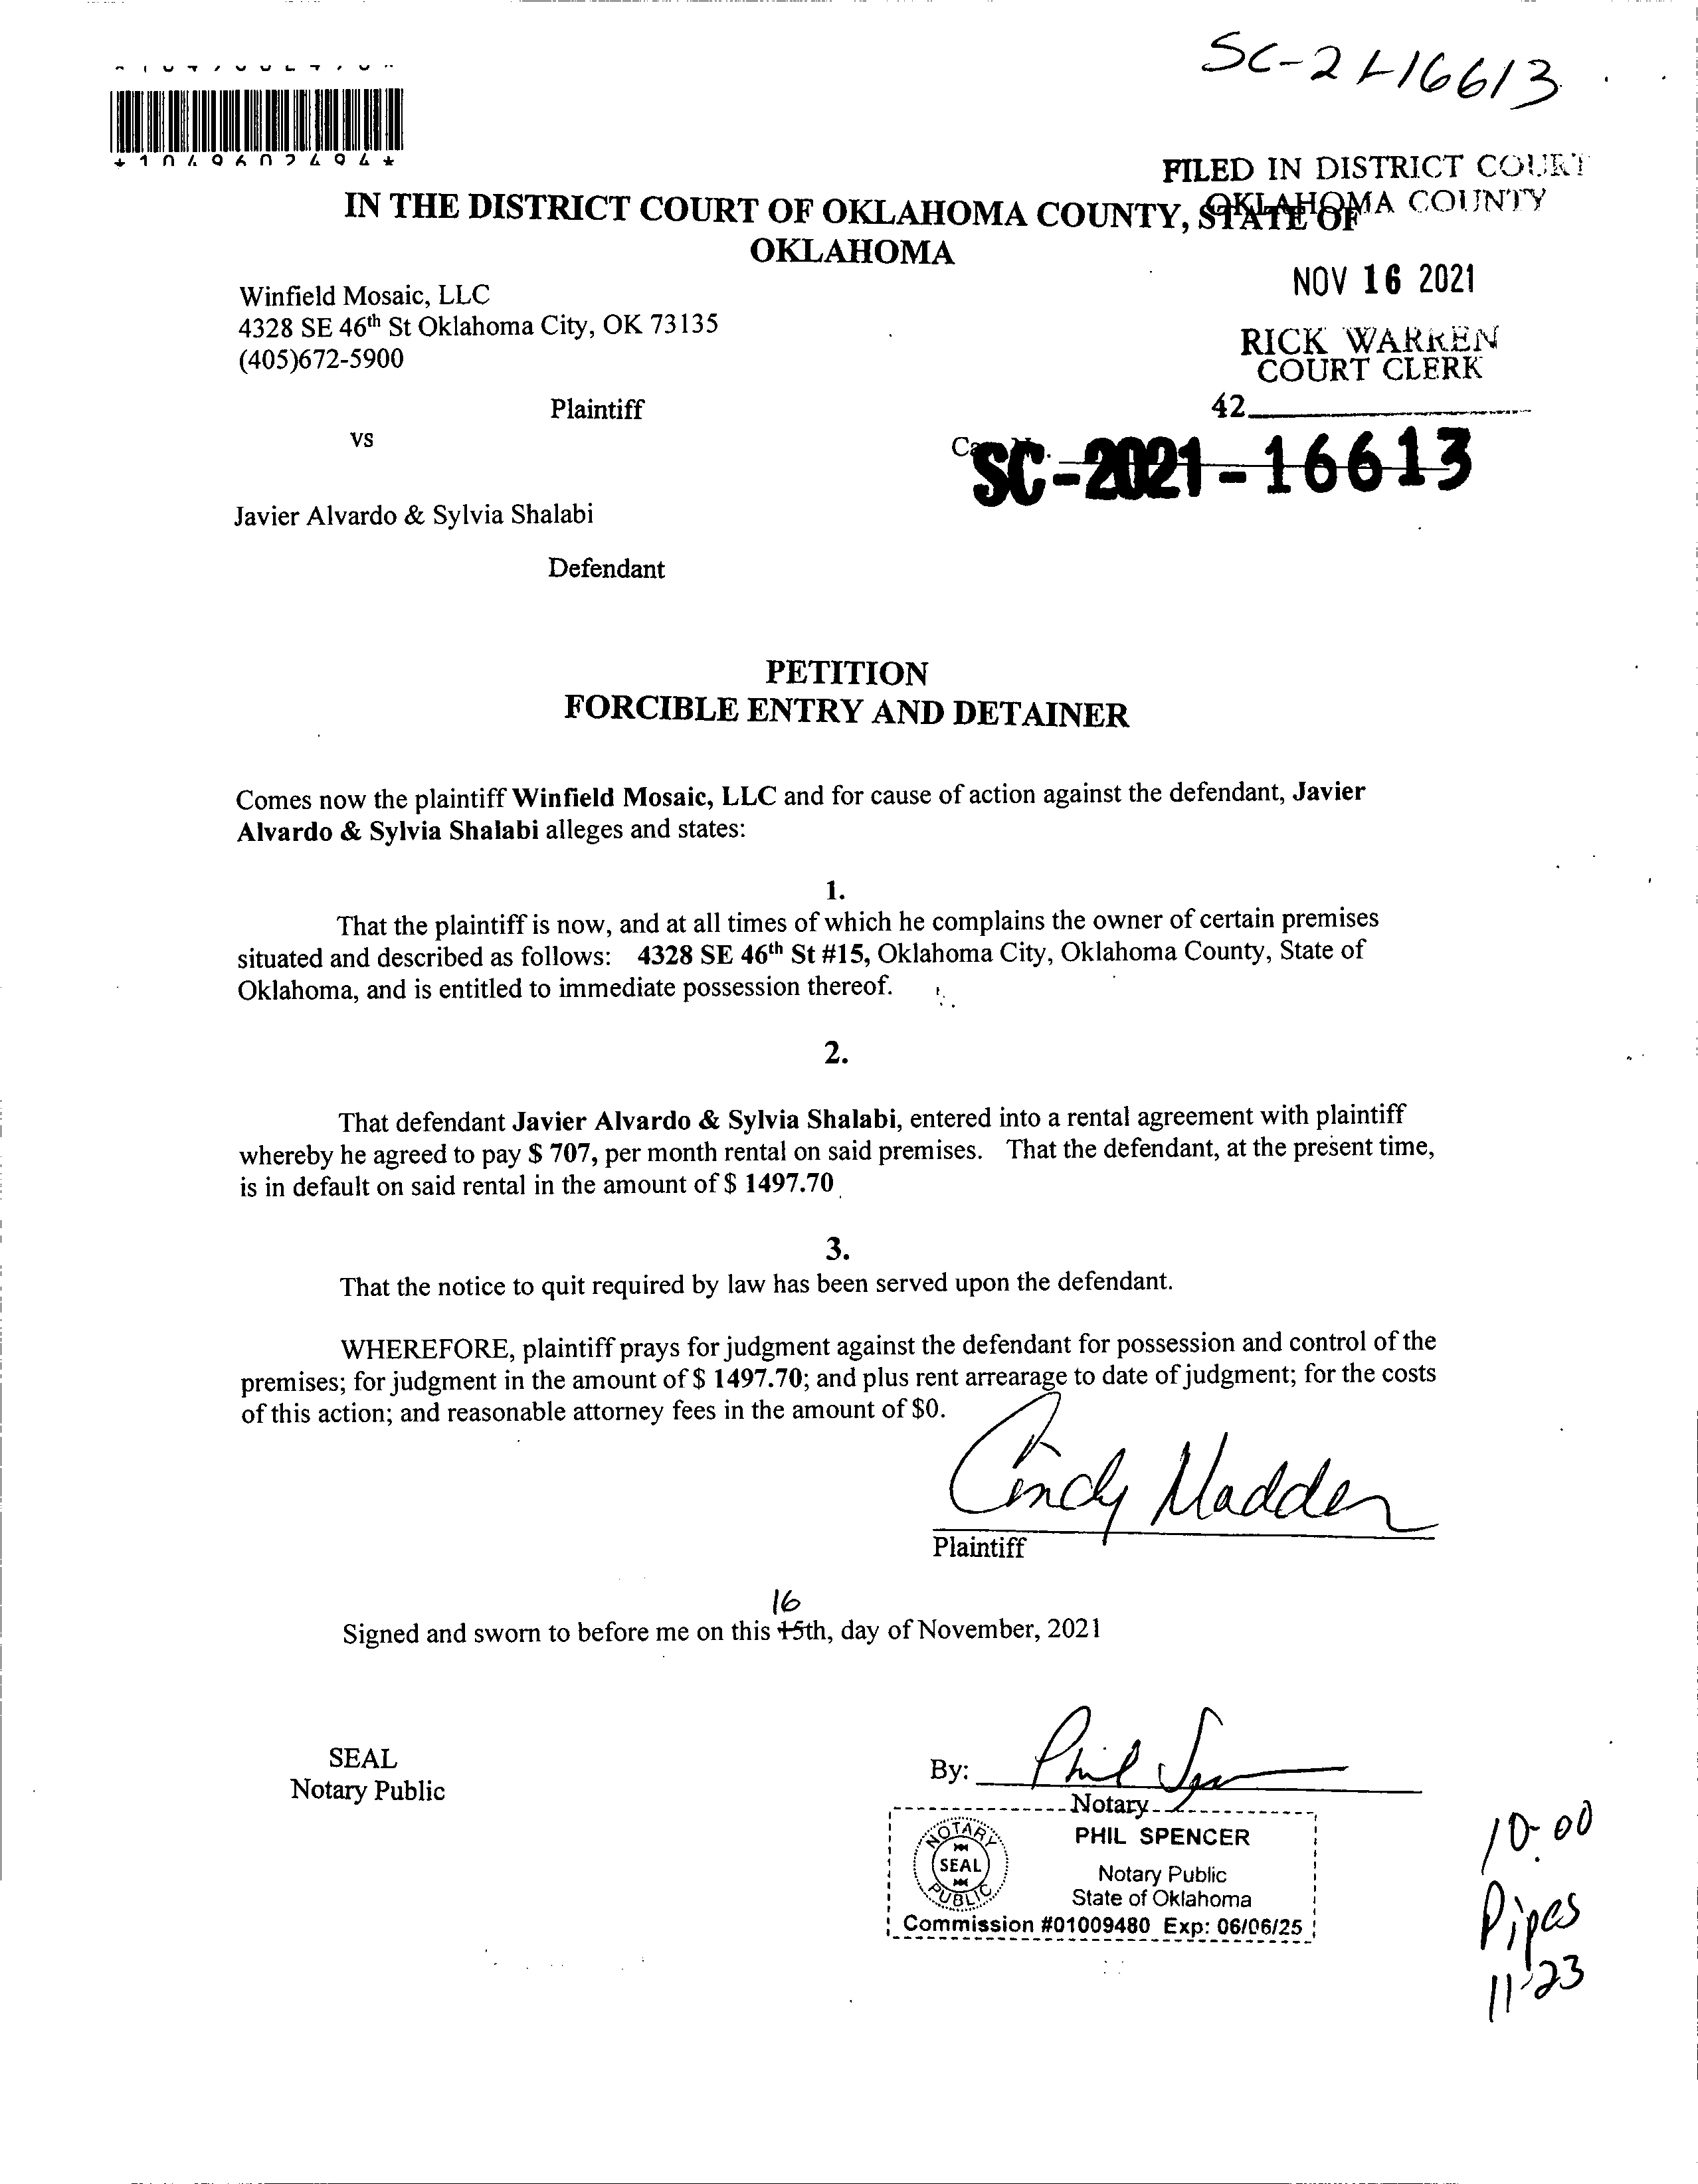 SC-21-16613
*1049602494*
FILED IN DISTRICT COURT
OKLAHOMA COUNTY
IN THE DISTRICT COURT OF OKLAHOMA COUNTY, STATE OF
OKLAHOMA
NOV 16 2021
Winfield Mosaic, LLC
4328 SE 46th St Oklahoma City, OK 73135
(405)672-5900
RICK WARREN
COURT CLERK
42
Plaintiff
vs
SC-2021-16613
Javier Alvardo & Sylvia Shalabi
Defendant
PETITION
FORCIBLE ENTRY AND DETAINER
Comes now the plaintiff Winfield Mosaic, LLC and for cause of action against the defendant, Javier
Alvardo & Sylvia Shalabi alleges and states:
1.
That the plaintiff is now, and at all times of which he complains the owner of certain premises
situated and described as follows: 4328 SE 46th St #15, Oklahoma City, Oklahoma County, State of
Oklahoma, and is entitled to immediate possession thereof.
2.
That defendant Javier Alvardo & Sylvia Shalabi, entered into a rental agreement with plaintiff
whereby he agreed to pay $ 707, per month rental on said premises. That the defendant, at the present time,
is in default on said rental in the amount of $ 1497.70
3.
That the notice to quit required by law has been served upon the defendant.
WHEREFORE, plaintiff prays for judgment against the defendant for possession and control of the
premises; for judgment in the amount of $ 1497.70; and plus rent arrearage to date of judgment; for the costs
of this action; and reasonable attorney fees in the amount of $0.
Cindy Madden
Plaintiff
16
Signed and sworn to before me on this 15th, day of November, 2021
SEAL
Notary Public
By: Phil
Notary
NOTARY
SEAL
PUBLIC
PHIL SPENCER
Notary Public
State of Oklahoma
Commission #01009480 Exp: 06/06/25
10:00
Pipes
11-23